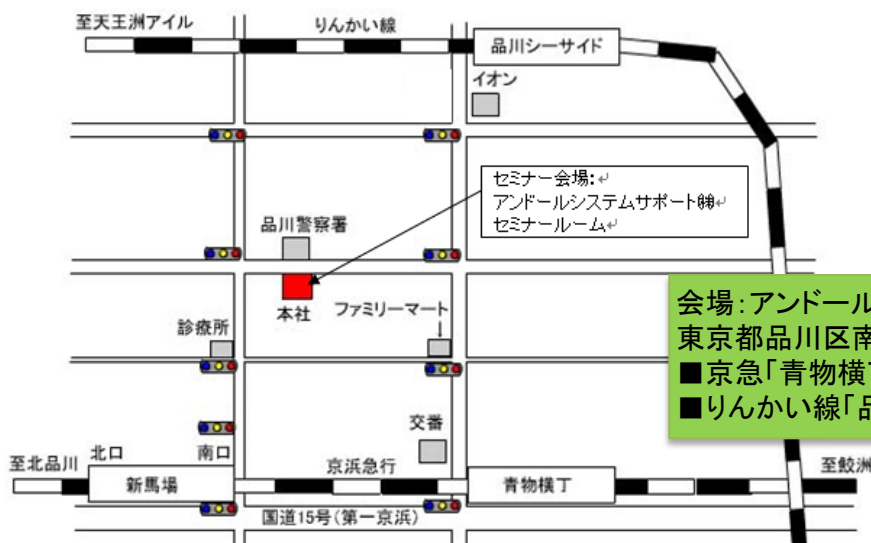 至天王洲アイル
りんかい線
品川シーサイド
イオン
セミナー会場:↵
アンドールシステムサポート㈱↵
セミナールーム↵
品川警察署
本社
ファミリーマート
↓
診療所
会場:アンドール
東京都品川区南
■京急「青物横丁
■りんかい線「品
交番
至北品川
北口
南口
新馬場
京浜急行
青物横丁
至鮫洲
国道15号(第一京浜)